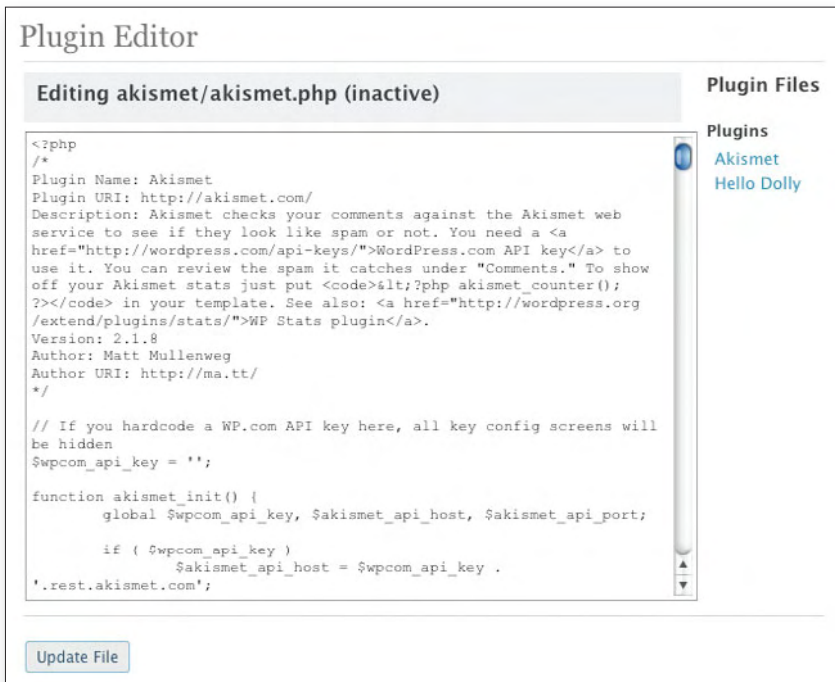 Plugin Editor
Editing akismet/akismet.php (inactive)
<?php
/*
Plugin Name: Akismet
Plugin URI: http://akismet.com/
Description: Akismet checks your comments against the Akismet web
service to see if they look like spam or not. You need a <a
href="http://wordpress.com/api-keys/">WordPress.com API key</a> to
use it. You can review the spam it catches under "Comments." To show
off your Akismet stats just put <code>&lt;?php akismet_counter();
?></code> in your template. See also: <a href="http://wordpress.org
/extend/plugins/stats/">WP Stats plugin</a>.
Version: 2.1.8
Author: Matt Mullenweg
Author URI: http://ma.tt/
*/
// If you hardcode a WP.com API key here, all key config screens will
be hidden
$wpcom_api_key = '';
function akismet_init() {
global $wpcom_api_key, $akismet_api_host, $akismet_api_port;
if ( $wpcom_api_key )
$akismet_api_host = $wpcom_api_key .
'.rest.akismet.com';
Plugin Files
Plugins
Akismet
Hello Dolly
Update File